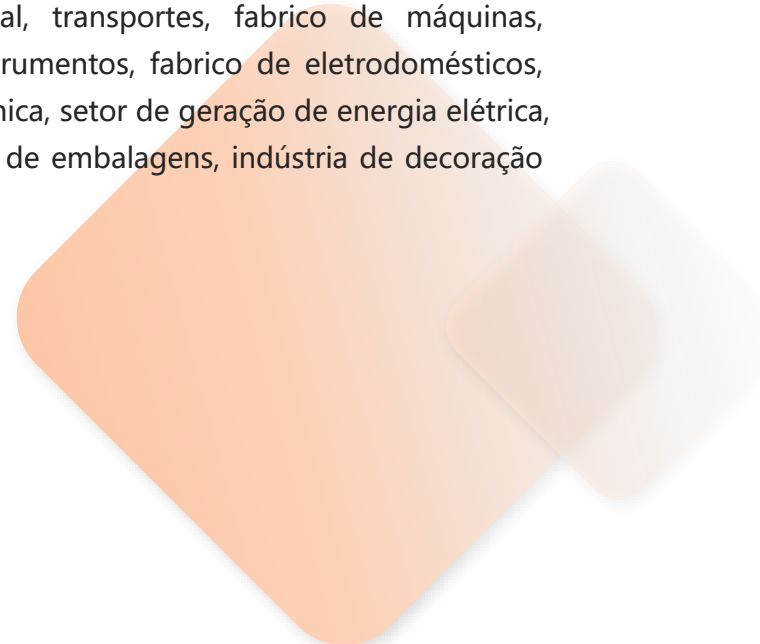 al, transportes, fabrico de máquinas,
rumentos, fabrico de eletrodomésticos,
nica, setor de geração de energia elétrica,
de embalagens, indústria de decoração